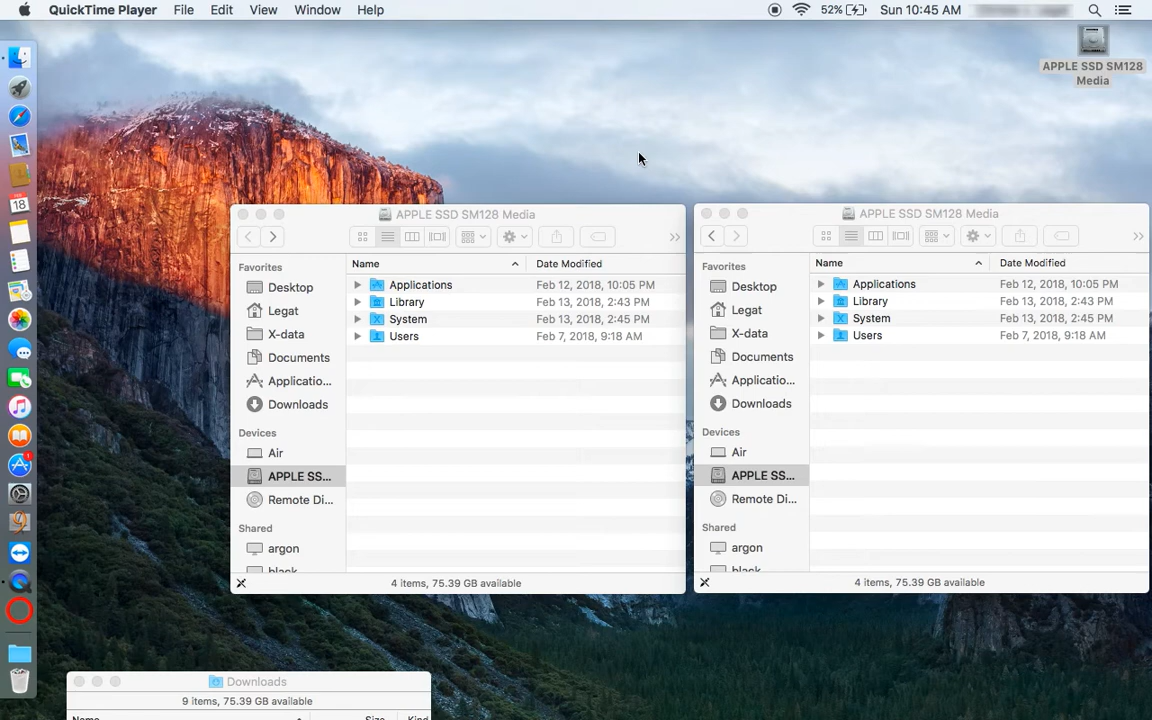 QuickTime Player File Edit View Window Help 52% Sun 10:45 AM
APPLE SSD SM128
Media
18
APPLE SSD SM128 Media
Favorites
Desktop
Legat
X-data
Documents
Applicatio...
Downloads
Devices
Air
APPLE SS...
Remote Di...
Shared
argon
black
Name Date Modified
Applications Feb 12, 2018, 10:05 PM
Library Feb 13, 2018, 2:43 PM
System Feb 13, 2018, 2:45 PM
Users Feb 7, 2018, 9:18 AM
4 items, 75.39 GB available
APPLE SSD SM128 Media
Favorites
Desktop
Legat
X-data
Documents
Applicatio...
Downloads
Devices
Air
APPLE SS...
Remote Di...
Shared
argon
black
Name Date Modified
Applications Feb 12, 2018, 10:05 PM
Library Feb 13, 2018, 2:43 PM
System Feb 13, 2018, 2:45 PM
Users Feb 7, 2018, 9:18 AM
4 items, 75.39 GB available
Downloads
9 items, 75.39 GB available
Name Size Kind